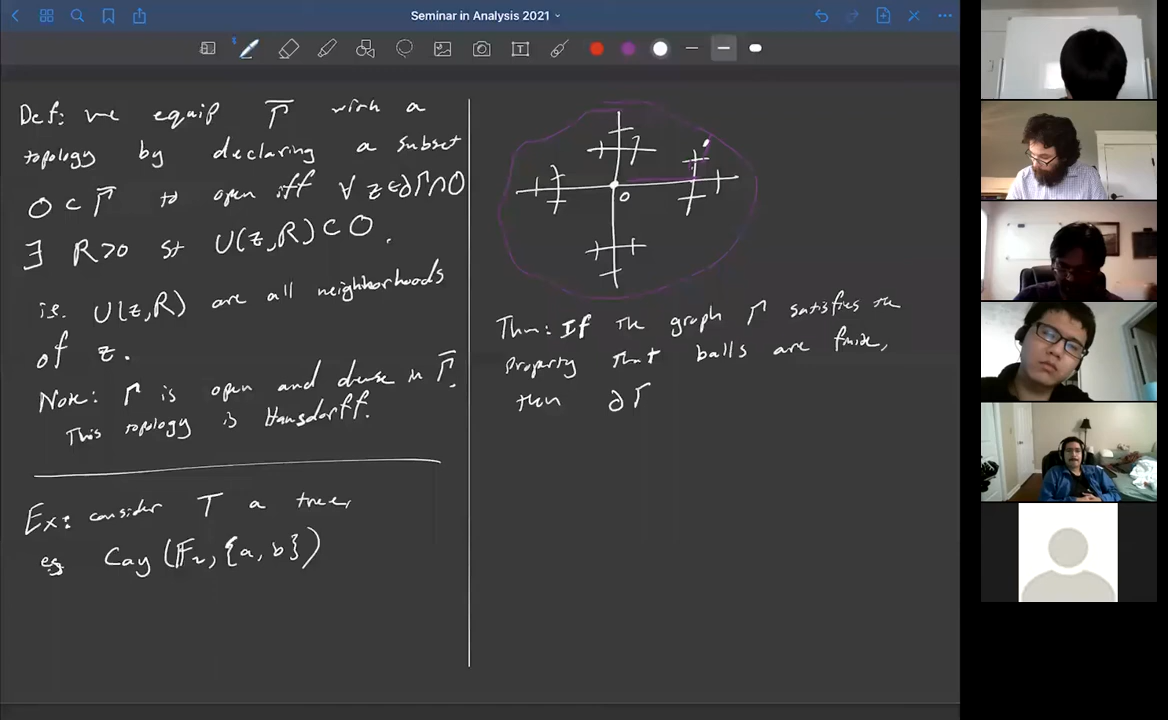 Seminar in Analysis 2021
Def: we equip Γ̅ with a
topology by declaring a subset
O ⊂ Γ̅ to open iff ∀ z ∈ ∂Γ ∩ O
∃ R>0 st U(z,R) ⊂ O.
i.e. U(z,R) are all neighborhoods
of z.
Note: Γ is open and dense in Γ̅.
This topology is Hausdorff.
Ex: consider T a tree,
eg Cay (𝔽₂, {a, b})
o
Thm: If the graph Γ satisfies the
property that balls are finite,
then ∂Γ